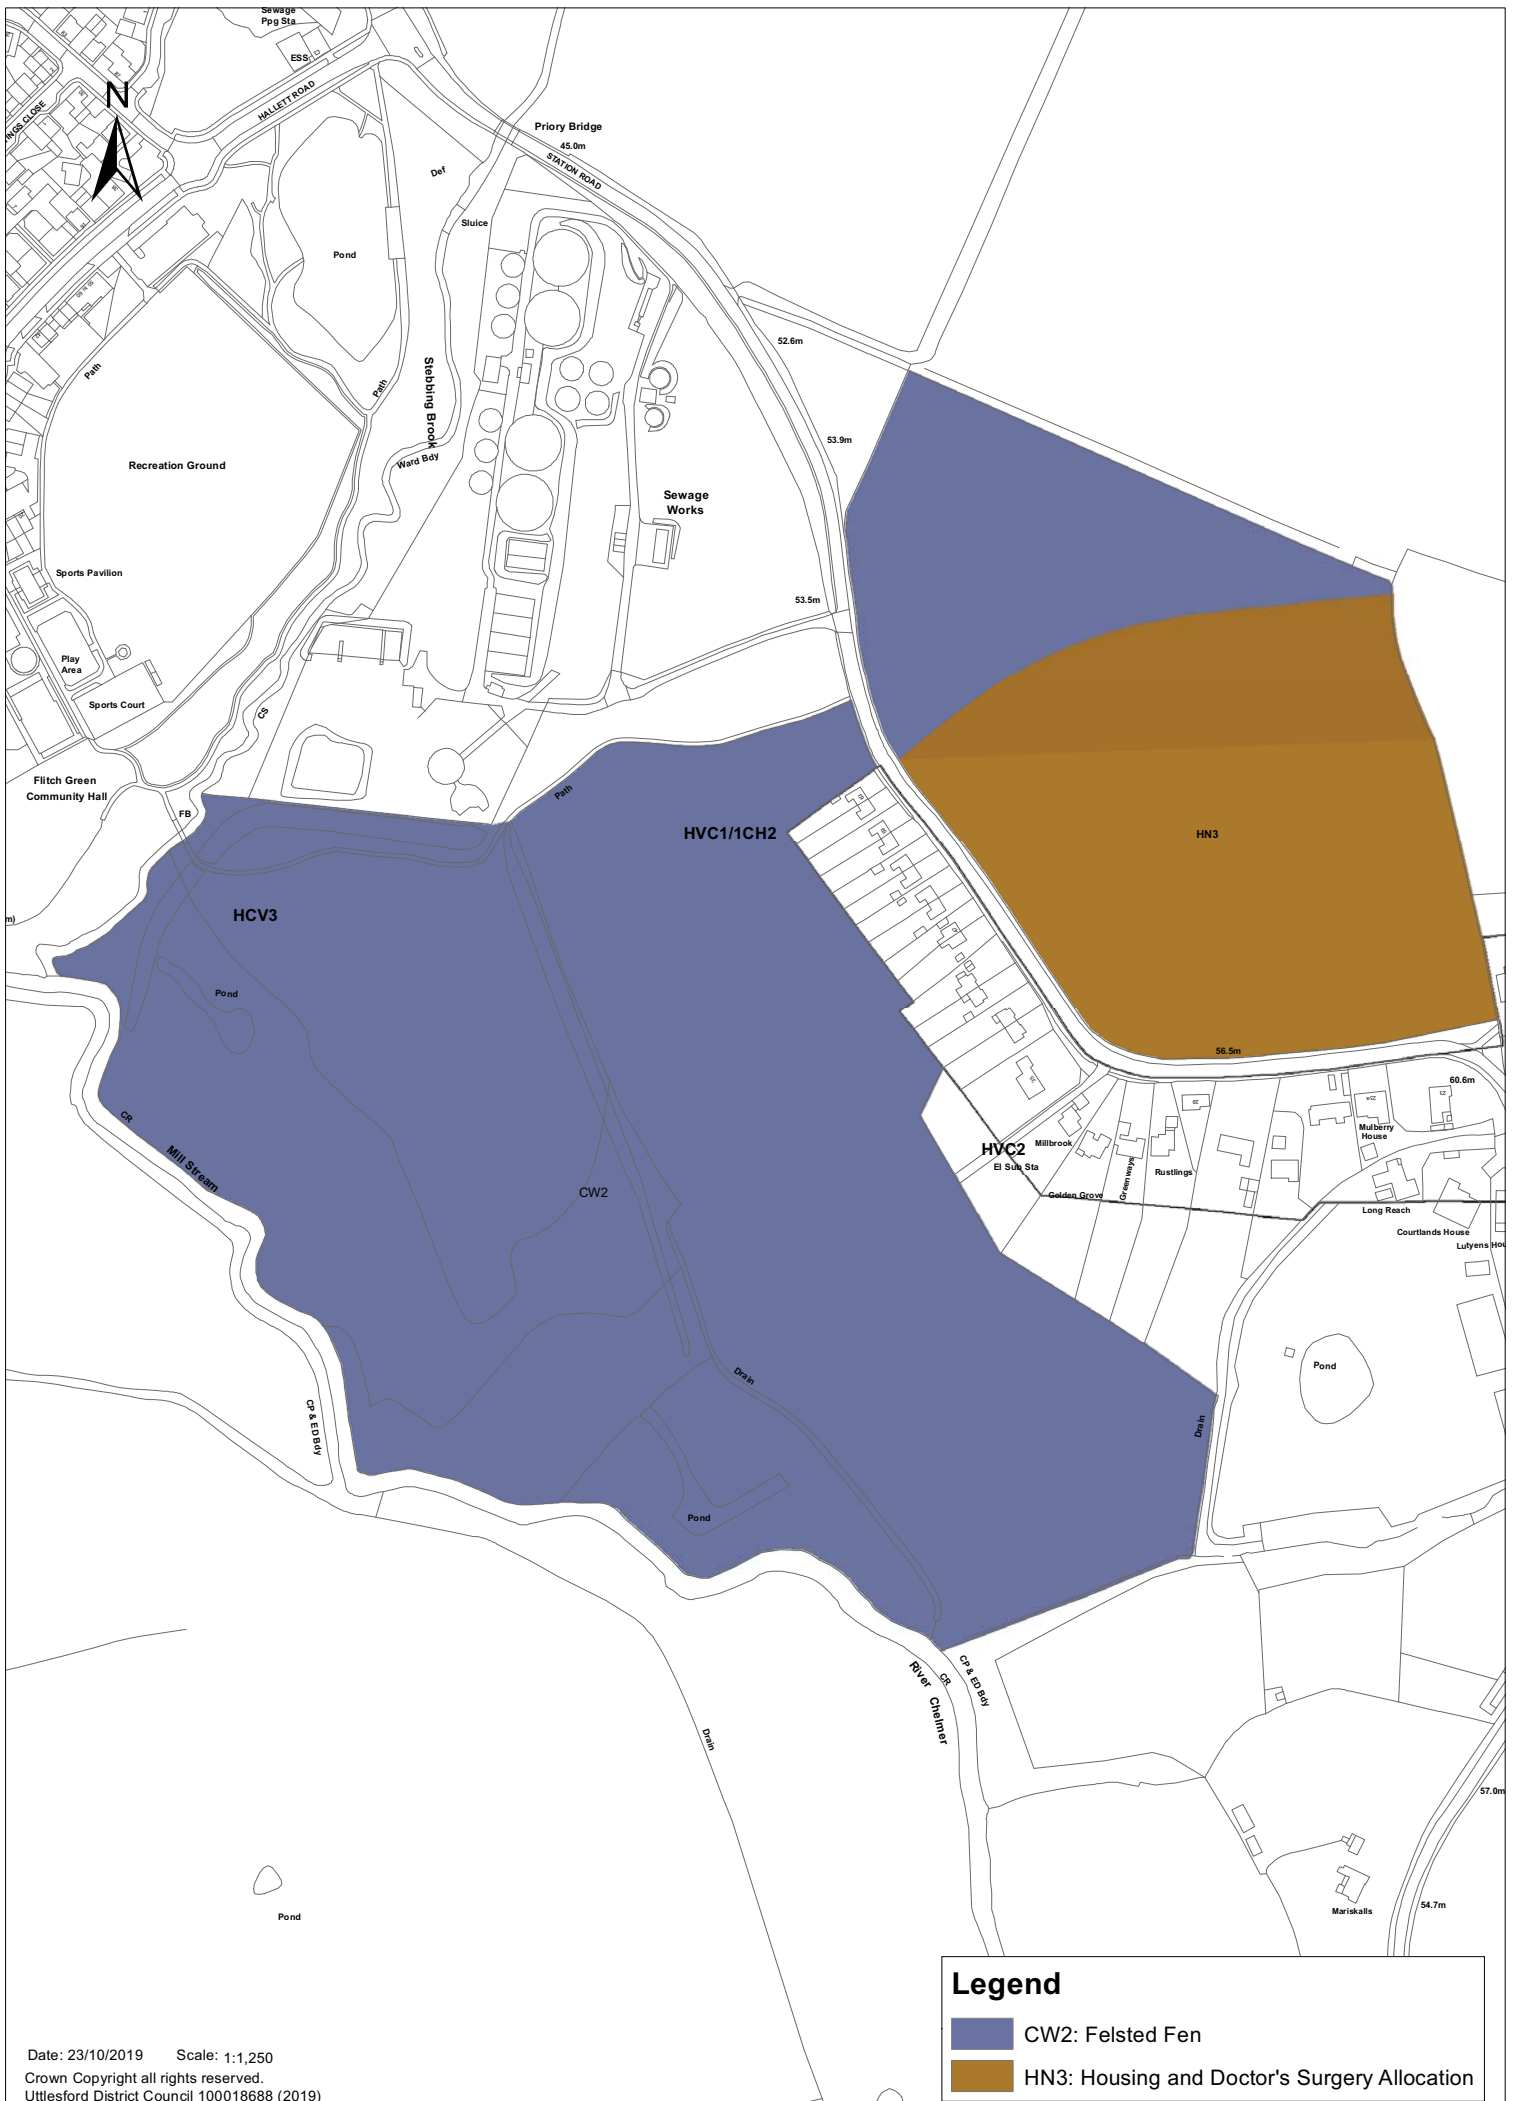 Sewage
Ppg Sta
ESS
HALLETT ROAD
N
Priory Bridge
45.0m
STATION ROAD
Def
Sluice
Pond
52.6m
Path
Path
Stebbing Brook
53.9m
Ward Bdy
Recreation Ground
Sewage
Works
Sports Pavilion
53.5m
Play
Area
Sports Court
CS
Flitch Green
Community Hall
Path
FB
HVC1/1CH2
HN3
HCV3
Pond
56.5m
60.6m
CR
Mill Stream
Mulberry
House
Millbrook
HVC2
El Sub Sta
Rustlings
Greenways
CW2
Golden Grove
Long Reach
Courtlands House
Lutyens Hou
Pond
Drain
CP & ED Bdy
Drain
Pond
River Chelmer
CR
CP & ED Bdy
Drain
57.0m
54.7m
Mariskalls
Pond
Legend
CW2: Felsted Fen
HN3: Housing and Doctor's Surgery Allocation
Date: 23/10/2019 Scale: 1:1,250
Crown Copyright all rights reserved.
Uttlesford District Council 100018688 (2019)